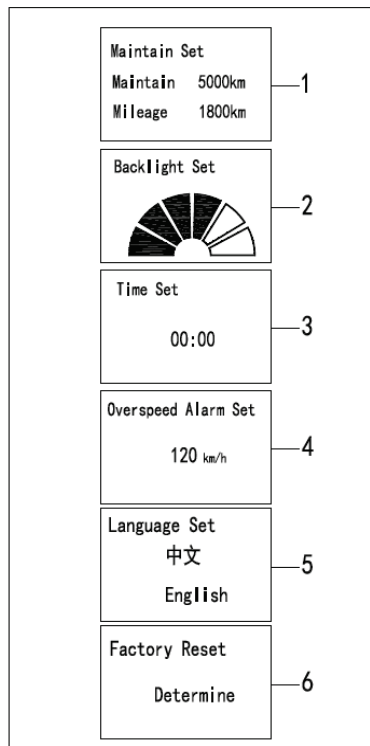 Maintain Set
Maintain 5000km
Mileage 1800km
1
Backlight Set
2
Time Set
00:00
3
Overspeed Alarm Set
120 km/h
4
Language Set
中文
English
5
Factory Reset
Determine
6